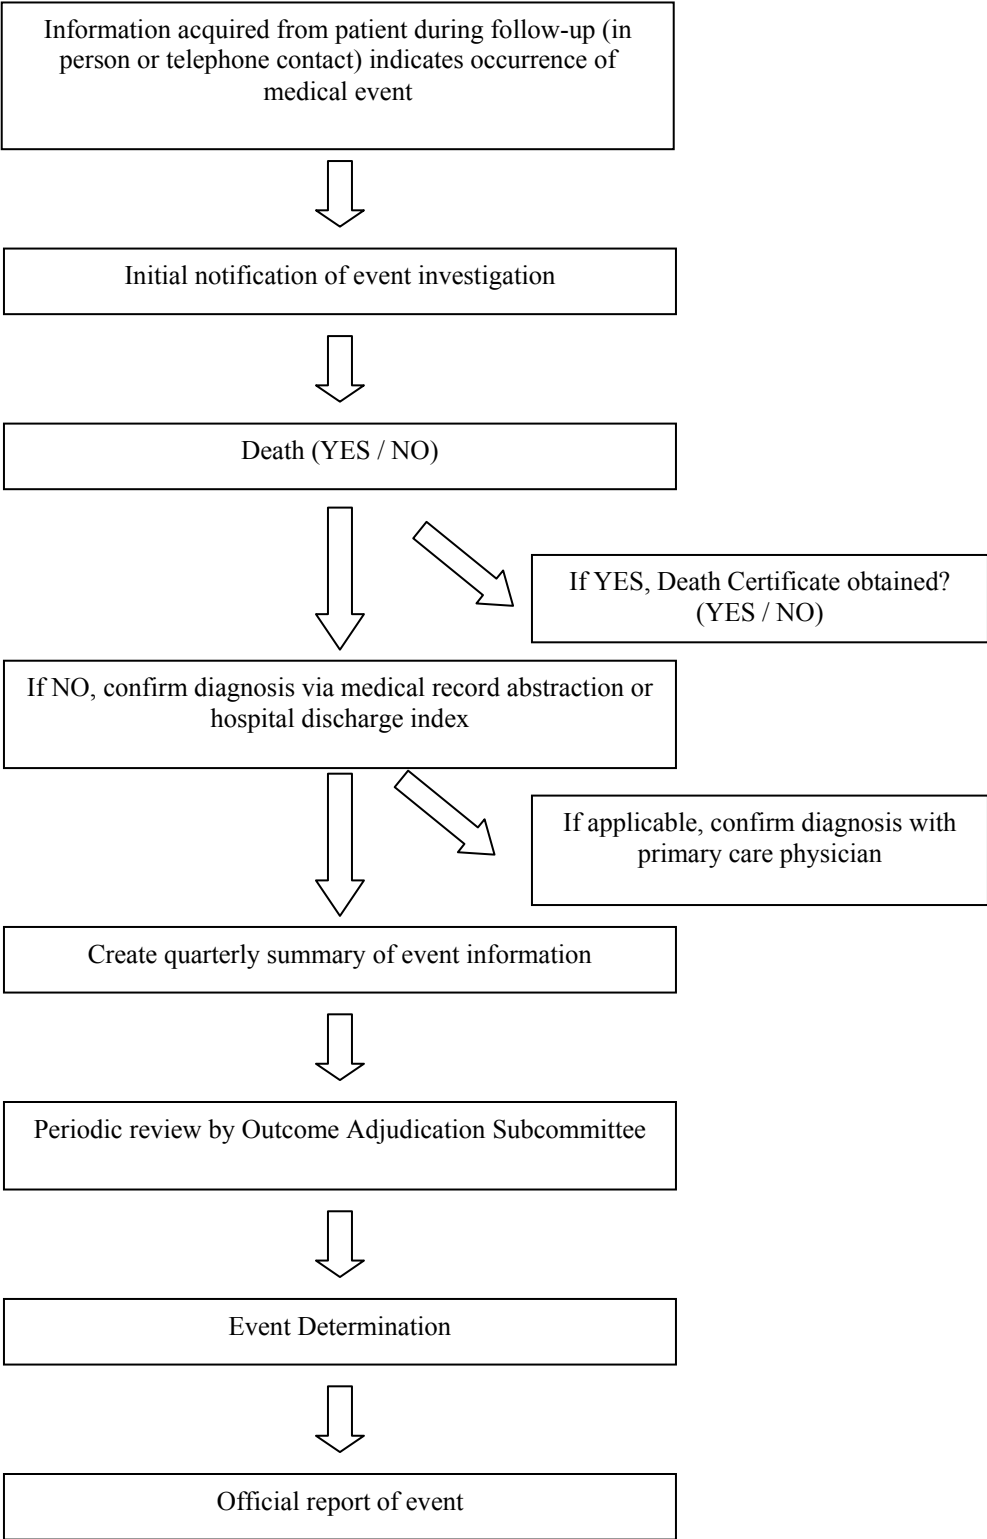 Information acquired from patient during follow-up (in
person or telephone contact) indicates occurrence of
medical event
Initial notification of event investigation
Death (YES / NO)
If YES, Death Certificate obtained?
(YES / NO)
If NO, confirm diagnosis via medical record abstraction or
hospital discharge index
If applicable, confirm diagnosis with
primary care physician
Create quarterly summary of event information
Periodic review by Outcome Adjudication Subcommittee
Event Determination
Official report of event